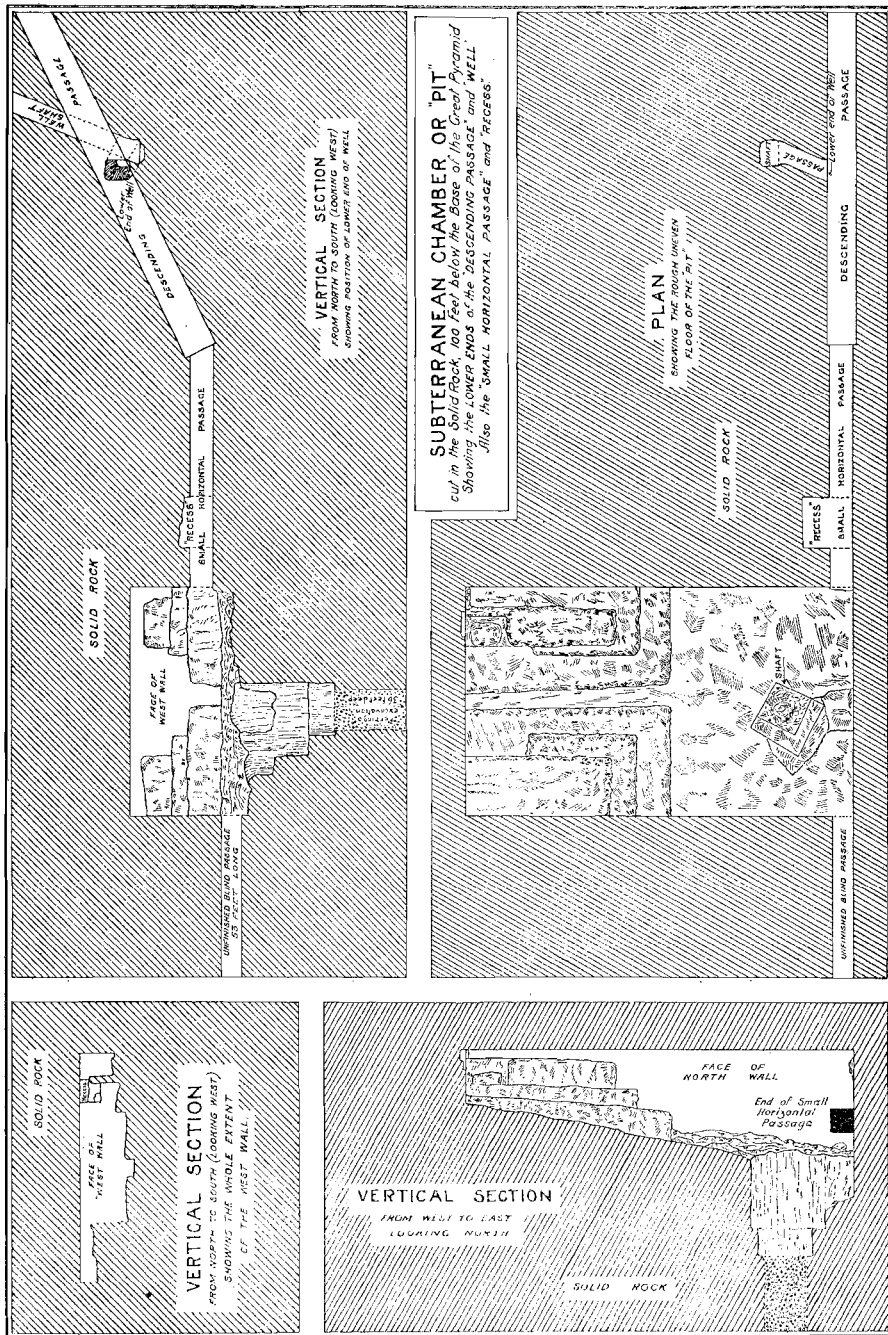 SUBTERRANEAN CHAMBER OR "PIT"
cut in the Solid Rock, 100 Feet below the Base of the Great Pyramid
Showing the LOWER ENDS of the "DESCENDING PASSAGE" and "WELL"
Also the "SMALL HORIZONTAL PASSAGE" and "RECESS"
SOLID ROCK
VERTICAL SECTION
FROM NORTH TO SOUTH (LOOKING WEST)
SHOWING POSITION OF LOWER END OF WELL
WELL
SHAFT
DESCENDING PASSAGE
Lower
End of Well
SMALL HORIZONTAL PASSAGE
"RECESS"
FACE OF
WEST WALL
UNFINISHED BLIND PASSAGE
53 FEET LONG
PLAN
SHOWING THE ROUGH UNEVEN
FLOOR OF THE "PIT"
SOLID ROCK
SHAFT
PASSAGE
Lower end of Well
DESCENDING PASSAGE
SMALL HORIZONTAL PASSAGE
"RECESS"
SHAFT
UNFINISHED BLIND PASSAGE
SOLID ROCK
FACE OF
WEST WALL
VERTICAL SECTION
FROM NORTH TO SOUTH (LOOKING WEST)
SHOWING THE WHOLE EXTENT
OF THE WEST WALL.
FACE OF
NORTH WALL
End of Small
Horizontal
Passage
VERTICAL SECTION
FROM WEST TO EAST
LOOKING NORTH
SOLID ROCK